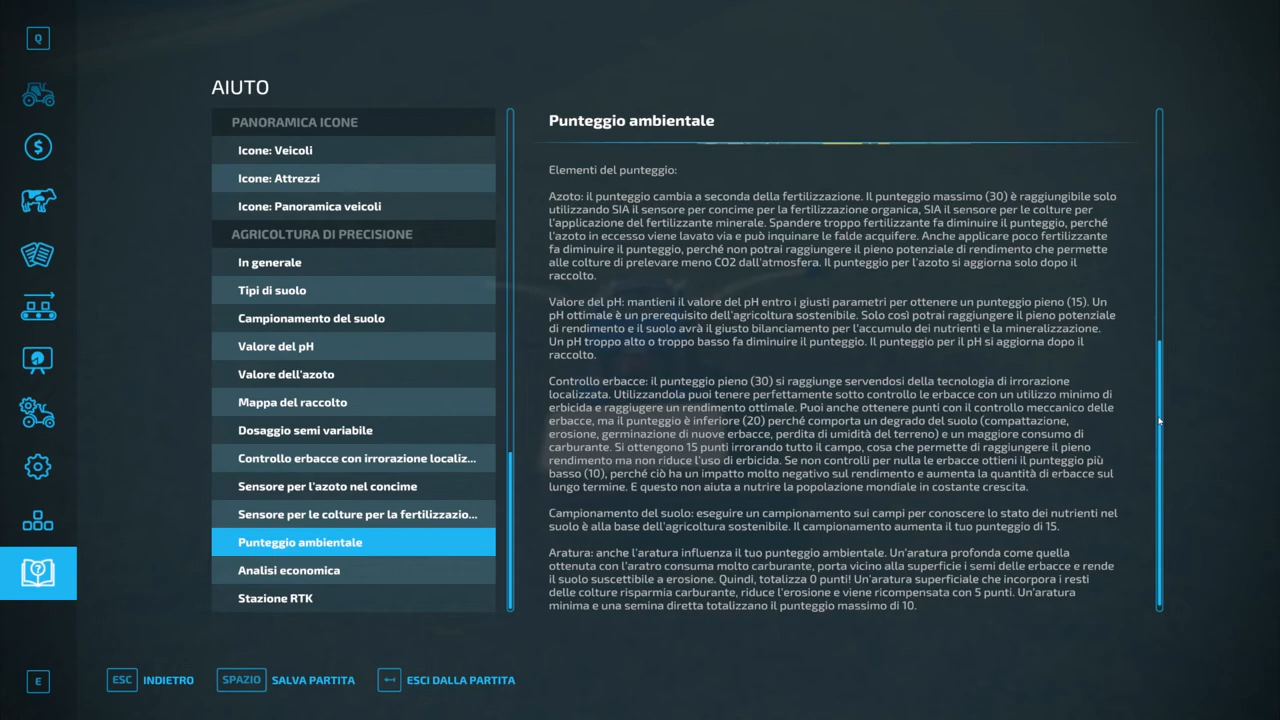 Q
AIUTO
PANORAMICA ICONE
Icone: Veicoli
Icone: Attrezzi
Icone: Panoramica veicoli
AGRICOLTURA DI PRECISIONE
In generale
Tipi di suolo
Campionamento del suolo
Valore del pH
Valore dell'azoto
Mappa del raccolto
Dosaggio semi variabile
Controllo erbacce con irrorazione localiz...
Sensore per l'azoto nel concime
Sensore per le colture per la fertilizzazio...
Punteggio ambientale
Analisi economica
Stazione RTK
Punteggio ambientale
Elementi del punteggio:
Azoto: il punteggio cambia a seconda della fertilizzazione. Il punteggio massimo (30) è raggiungibile solo
utilizzando SIA il sensore per concime per la fertilizzazione organica, SIA il sensore per le colture per
l'applicazione del fertilizzante minerale. Spandere troppo fertilizzante fa diminuire il punteggio, perché
l'azoto in eccesso viene lavato via e può inquinare le falde acquifere. Anche applicare poco fertilizzante
fa diminuire il punteggio, perché non potrai raggiungere il pieno potenziale di rendimento che permette
alle colture di prelevare meno CO2 dall'atmosfera. Il punteggio per l'azoto si aggiorna solo dopo il
raccolto.
Valore del pH: mantieni il valore del pH entro i giusti parametri per ottenere un punteggio pieno (15). Un
pH ottimale è un prerequisito dell'agricoltura sostenibile. Solo così potrai raggiungere il pieno potenziale
di rendimento e il suolo avrà il giusto bilanciamento per l'accumulo dei nutrienti e la mineralizzazione.
Un pH troppo alto o troppo basso fa diminuire il punteggio. Il punteggio per il pH si aggiorna dopo il
raccolto.
Controllo erbacce: il punteggio pieno (30) si raggiunge servendosi della tecnologia di irrorazione
localizzata. Utilizzandola puoi tenere perfettamente sotto controllo le erbacce con un utilizzo minimo di
erbicida e raggiugere un rendimento ottimale. Puoi anche ottenere punti con il controllo meccanico delle
erbacce, ma il punteggio è inferiore (20) perché comporta un degrado del suolo (compattazione,
erosione, germinazione di nuove erbacce, perdita di umidità del terreno) e un maggiore consumo di
carburante. Si ottengono 15 punti irrorando tutto il campo, cosa che permette di raggiungere il pieno
rendimento ma non riduce l'uso di erbicida. Se non controlli per nulla le erbacce ottieni il punteggio più
basso (10), perché ciò ha un impatto molto negativo sul rendimento e aumenta la quantità di erbacce sul
lungo termine. E questo non aiuta a nutrire la popolazione mondiale in costante crescita.
Campionamento del suolo: eseguire un campionamento sui campi per conoscere lo stato dei nutrienti nel
suolo è alla base dell'agricoltura sostenibile. Il campionamento aumenta il tuo punteggio di 15.
Aratura: anche l'aratura influenza il tuo punteggio ambientale. Un'aratura profonda come quella
ottenuta con l'aratro consuma molto carburante, porta vicino alla superficie i semi delle erbacce e rende
il suolo suscettibile a erosione. Quindi, totalizza 0 punti! Un'aratura superficiale che incorpora i resti
delle colture risparmia carburante, riduce l'erosione e viene ricompensata con 5 punti. Un'aratura
minima e una semina diretta totalizzano il punteggio massimo di 10.
E
ESC INDIETRO SPAZIO SALVA PARTITA ESCI DALLA PARTITA